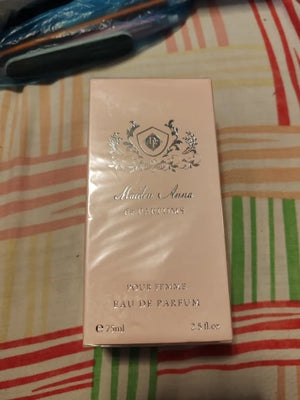 Maiden Anna
POUR FEMME
EAU DE PARFUM
e 75ml 2.5 fl.oz